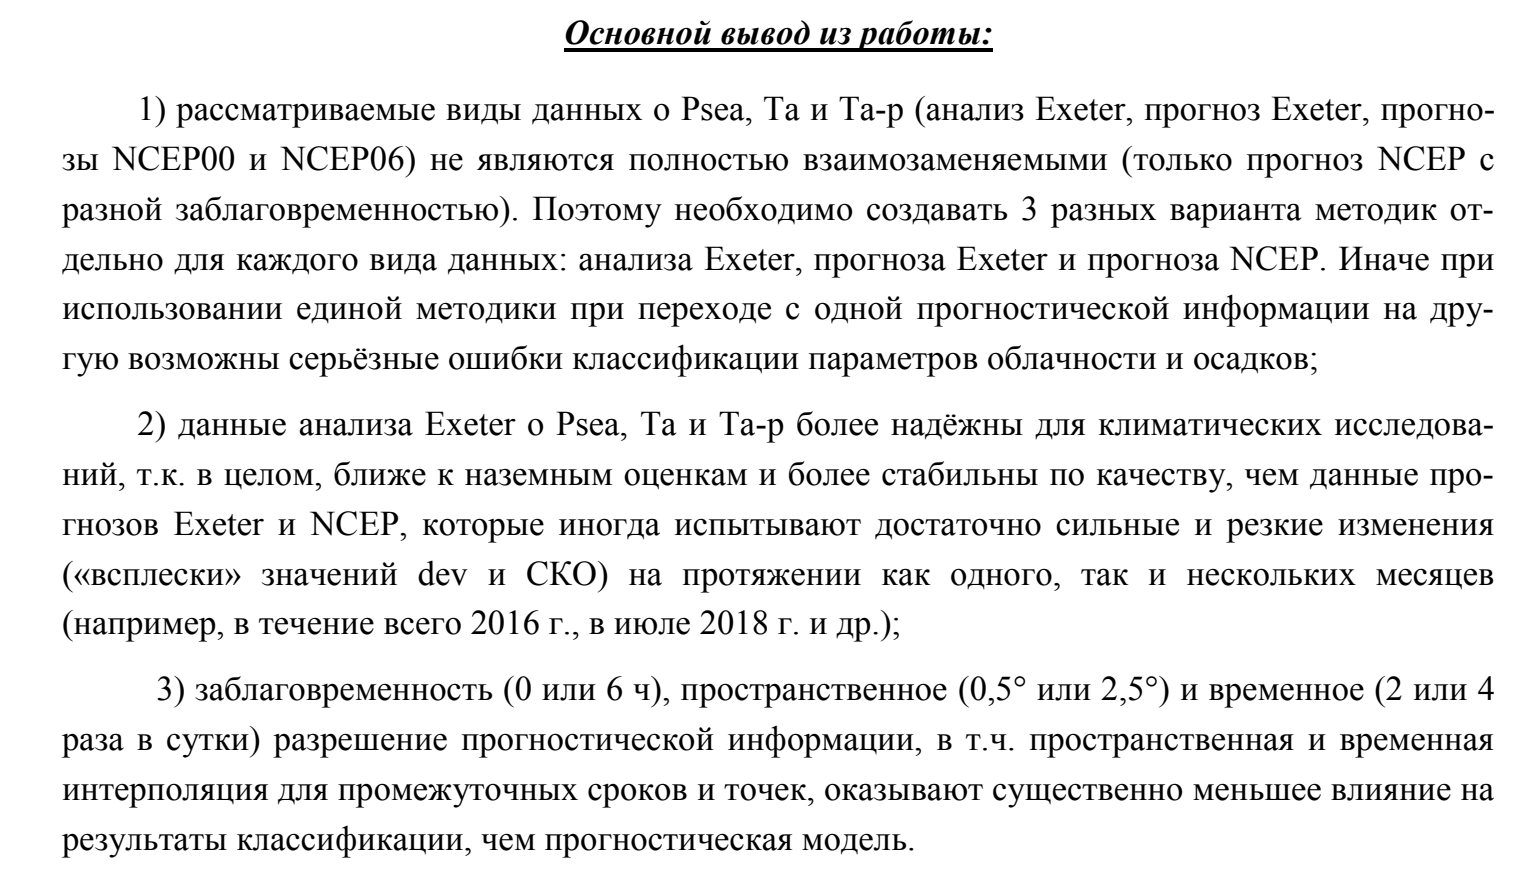 Основной вывод из работы:
1) рассматриваемые виды данных о Psea, Ta и Ta-p (анализ Exeter, прогноз Exeter, прогно-
зы NCEP00 и NCEP06) не являются полностью взаимозаменяемыми (только прогноз NCEP с
разной заблаговременностью). Поэтому необходимо создавать 3 разных варианта методик от-
дельно для каждого вида данных: анализа Exeter, прогноза Exeter и прогноза NCEP. Иначе при
использовании единой методики при переходе с одной прогностической информации на дру-
гую возможны серьёзные ошибки классификации параметров облачности и осадков;
2) данные анализа Exeter о Psea, Ta и Ta-p более надёжны для климатических исследова-
ний, т.к. в целом, ближе к наземным оценкам и более стабильны по качеству, чем данные про-
гнозов Exeter и NCEP, которые иногда испытывают достаточно сильные и резкие изменения
(«всплески» значений dev и СКО) на протяжении как одного, так и нескольких месяцев
(например, в течение всего 2016 г., в июле 2018 г. и др.);
3) заблаговременность (0 или 6 ч), пространственное (0,5° или 2,5°) и временное (2 или 4
раза в сутки) разрешение прогностической информации, в т.ч. пространственная и временная
интерполяция для промежуточных сроков и точек, оказывают существенно меньшее влияние на
результаты классификации, чем прогностическая модель.